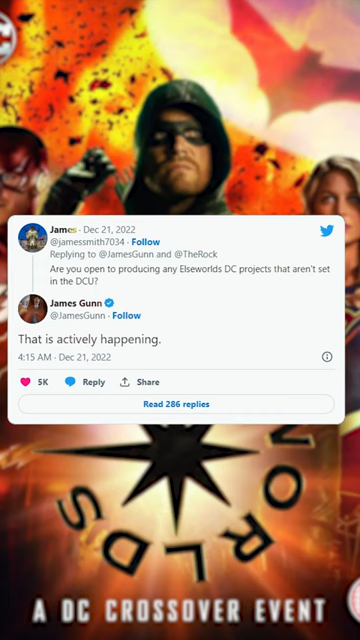 C
James · Dec 21, 2022
@jamessmith7034 · Follow
Replying to @JamesGunn and @TheRock
Are you open to producing any Elseworlds DC projects that aren't set
in the DCU?
James Gunn
@JamesGunn · Follow
That is actively happening.
4:15 AM · Dec 21, 2022
5K Reply Share
Read 286 replies
WORLDS
A DC CROSSOVER EVENT